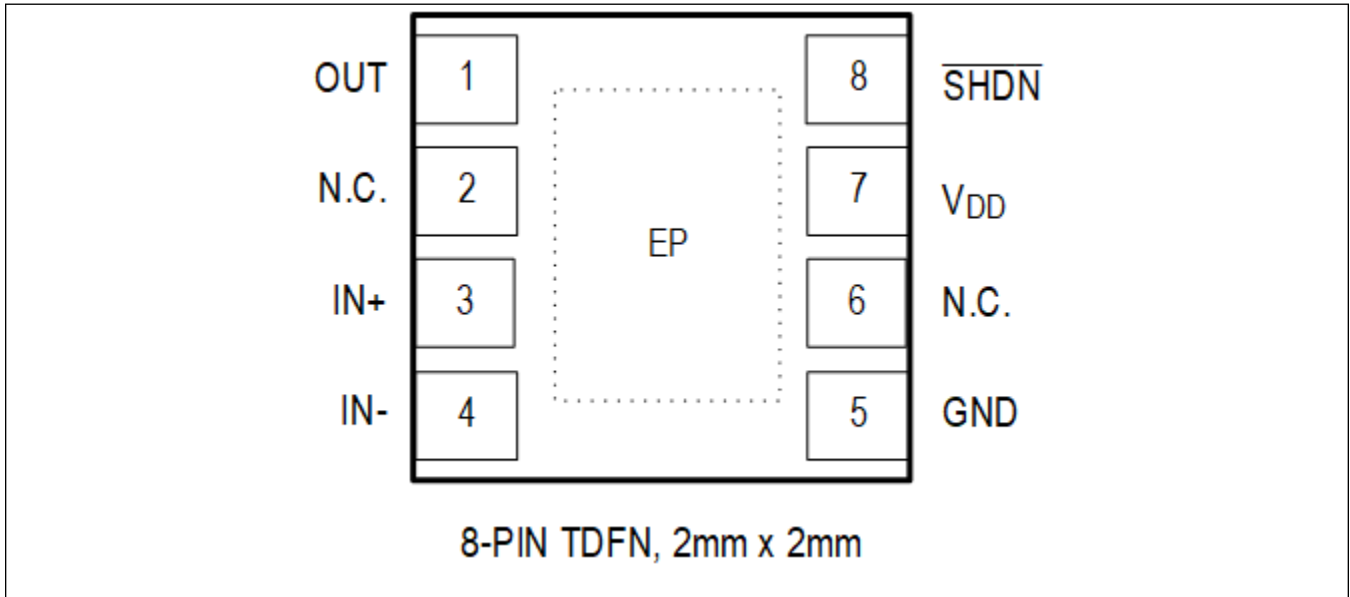 OUT 1 8 SHDN
N.C. 2 7 VDD
EP
IN+ 3 6 N.C.
IN- 4 5 GND
8-PIN TDFN, 2mm x 2mm